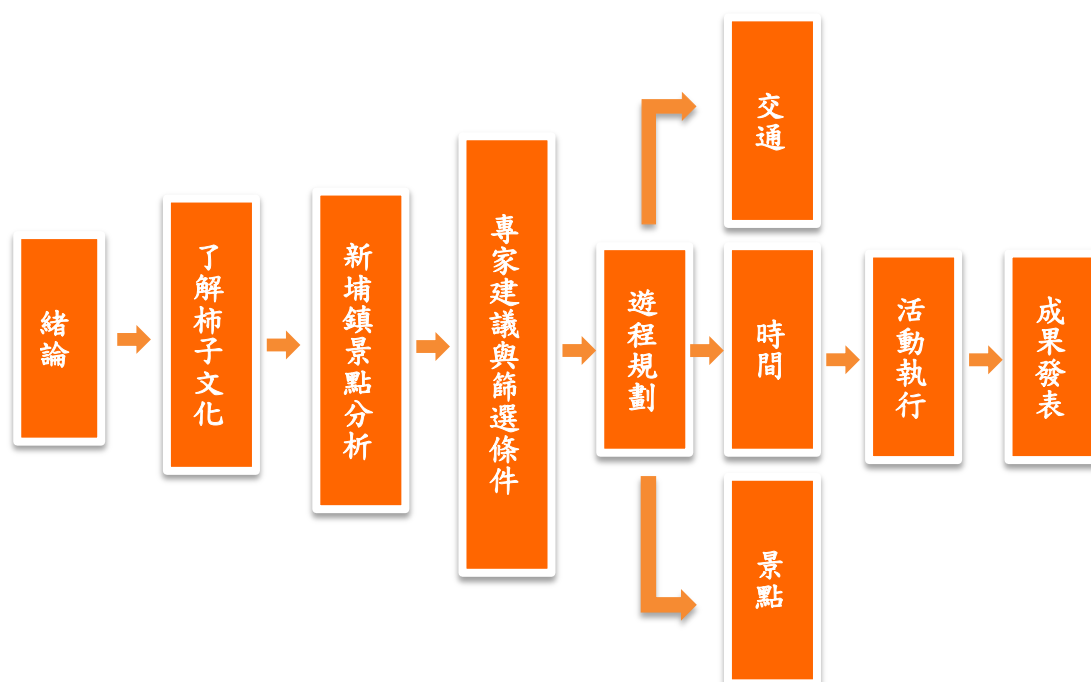 緒論
了解柿子文化
新埔鎮景點分析
專家建議與篩選條件
遊程規劃
交通
時間
景點
活動執行
成果發表